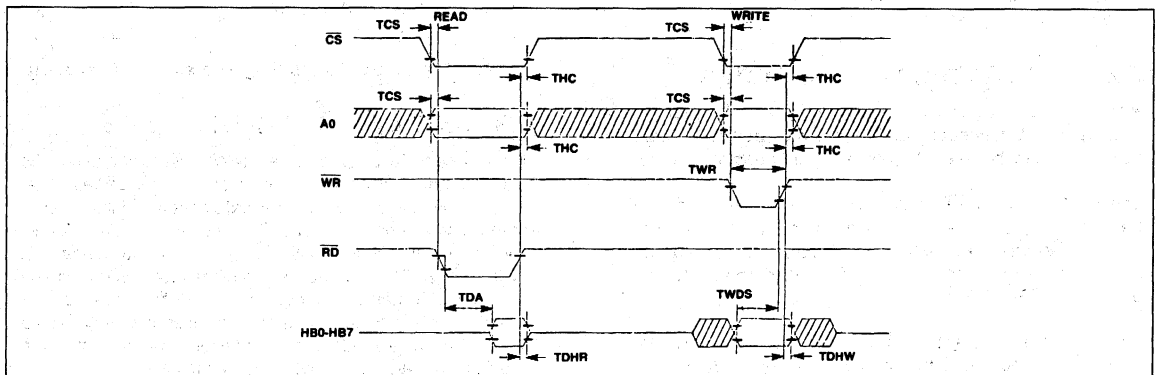 READ
WRITE
TCS
TCS
CS
THC
THC
TCS
TCS
A0
THC
THC
TWR
WR
RD
TDA
TWDS
HB0-HB7
TDHR
TDHW